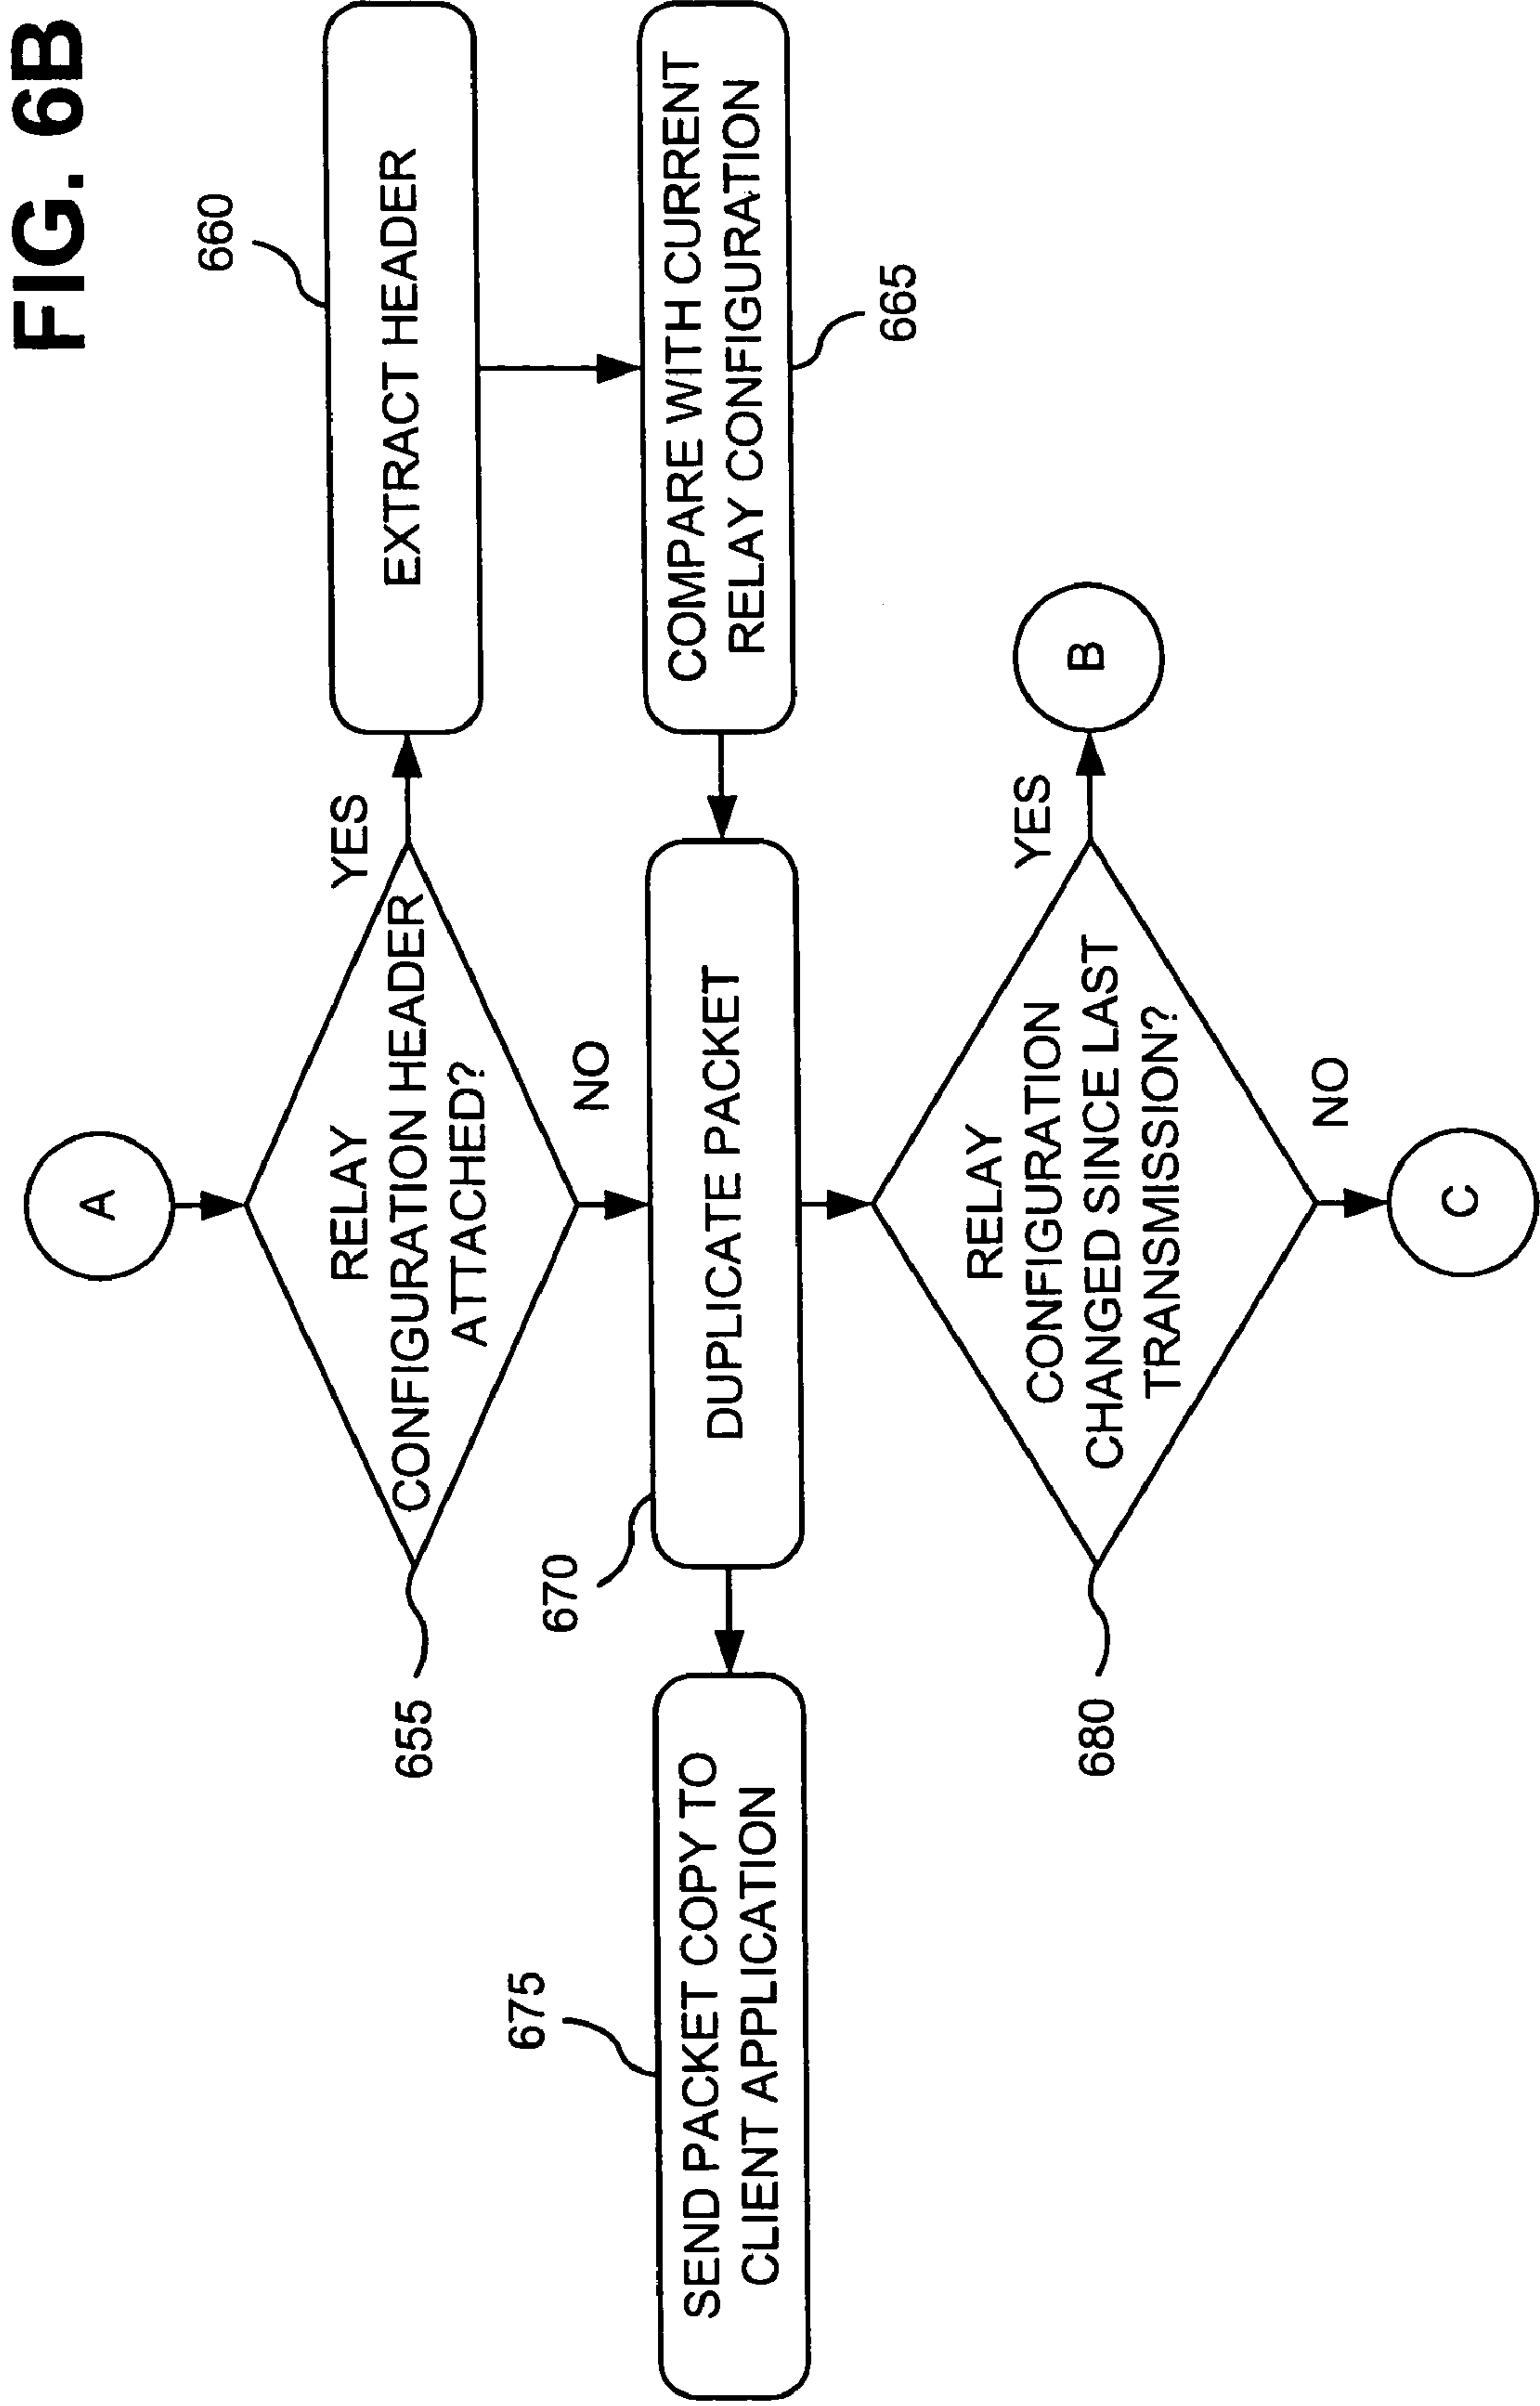 FIG. 6B
A
RELAY
CONFIGURATION HEADER
ATTACHED?
655
YES
NO
660
EXTRACT HEADER
COMPARE WITH CURRENT
RELAY CONFIGURATION
665
670
DUPLICATE PACKET
675
SEND PACKET COPY TO
CLIENT APPLICATION
RELAY
CONFIGURATION
CHANGED SINCE LAST
TRANSMISSION?
680
YES
B
NO
C